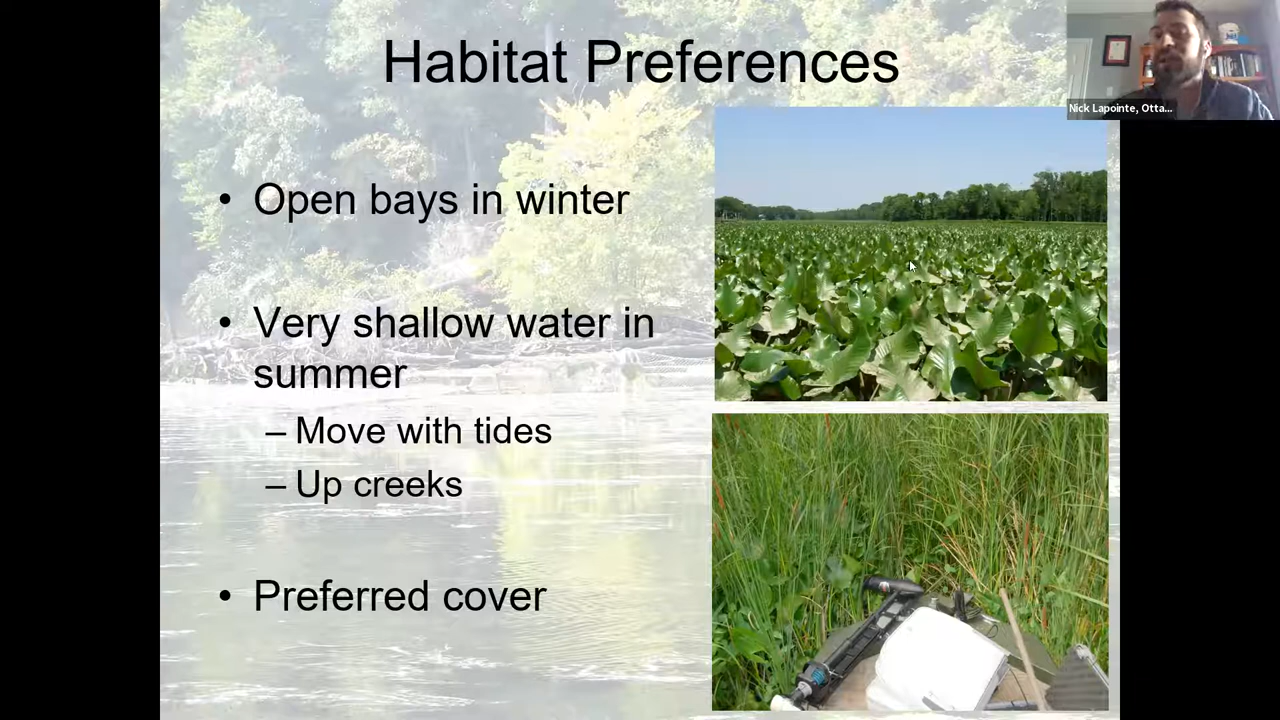 Habitat Preferences
Nick Lapointe, Otta...
• Open bays in winter
• Very shallow water in
summer
– Move with tides
– Up creeks
• Preferred cover